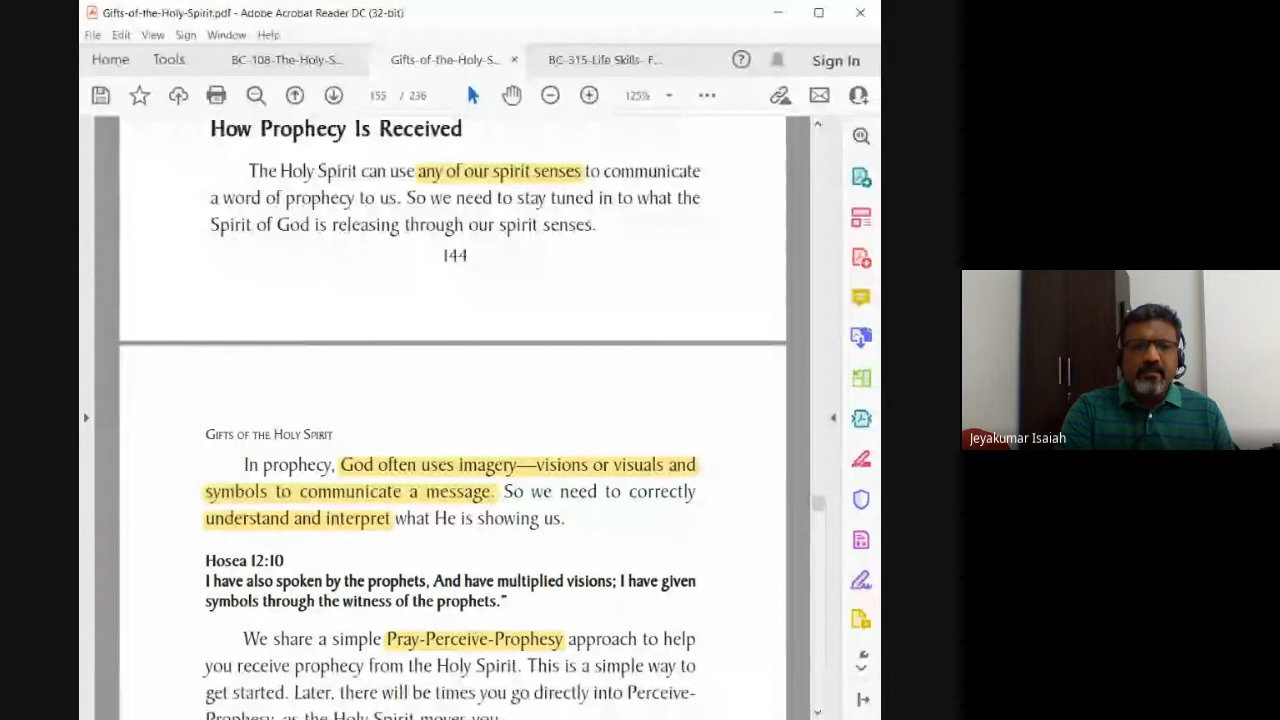 Gifts-of-the-Holy-Spirit.pdf - Adobe Acrobat Reader DC (32-bit)
File Edit View Sign Window Help
Home Tools BC-108-The-Holy-S... Gifts-of-the-Holy-S... × BC-315-Life Skills- F... Sign In
155 / 236 125%
How Prophecy Is Received
The Holy Spirit can use any of our spirit senses to communicate
a word of prophecy to us. So we need to stay tuned in to what the
Spirit of God is releasing through our spirit senses.
144
GIFTS OF THE HOLY SPIRIT
In prophecy, God often uses imagery—visions or visuals and
symbols to communicate a message. So we need to correctly
understand and interpret what He is showing us.
Hosea 12:10
I have also spoken by the prophets, And have multiplied visions; I have given
symbols through the witness of the prophets.”
We share a simple Pray-Perceive-Prophesy approach to help
you receive prophecy from the Holy Spirit. This is a simple way to
get started. Later, there will be times you go directly into Perceive-
Prophesy, as the Holy Spirit moves you.
Jeyakumar Isaiah